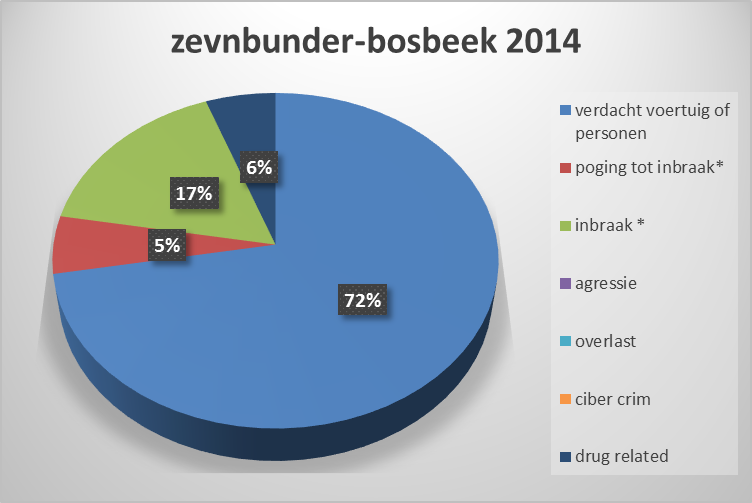 zevnbunder-bosbeek 2014
6%
17%
5%
72%
verdacht voertuig of
personen
poging tot inbraak*
inbraak *
agressie
overlast
ciber crim
drug related